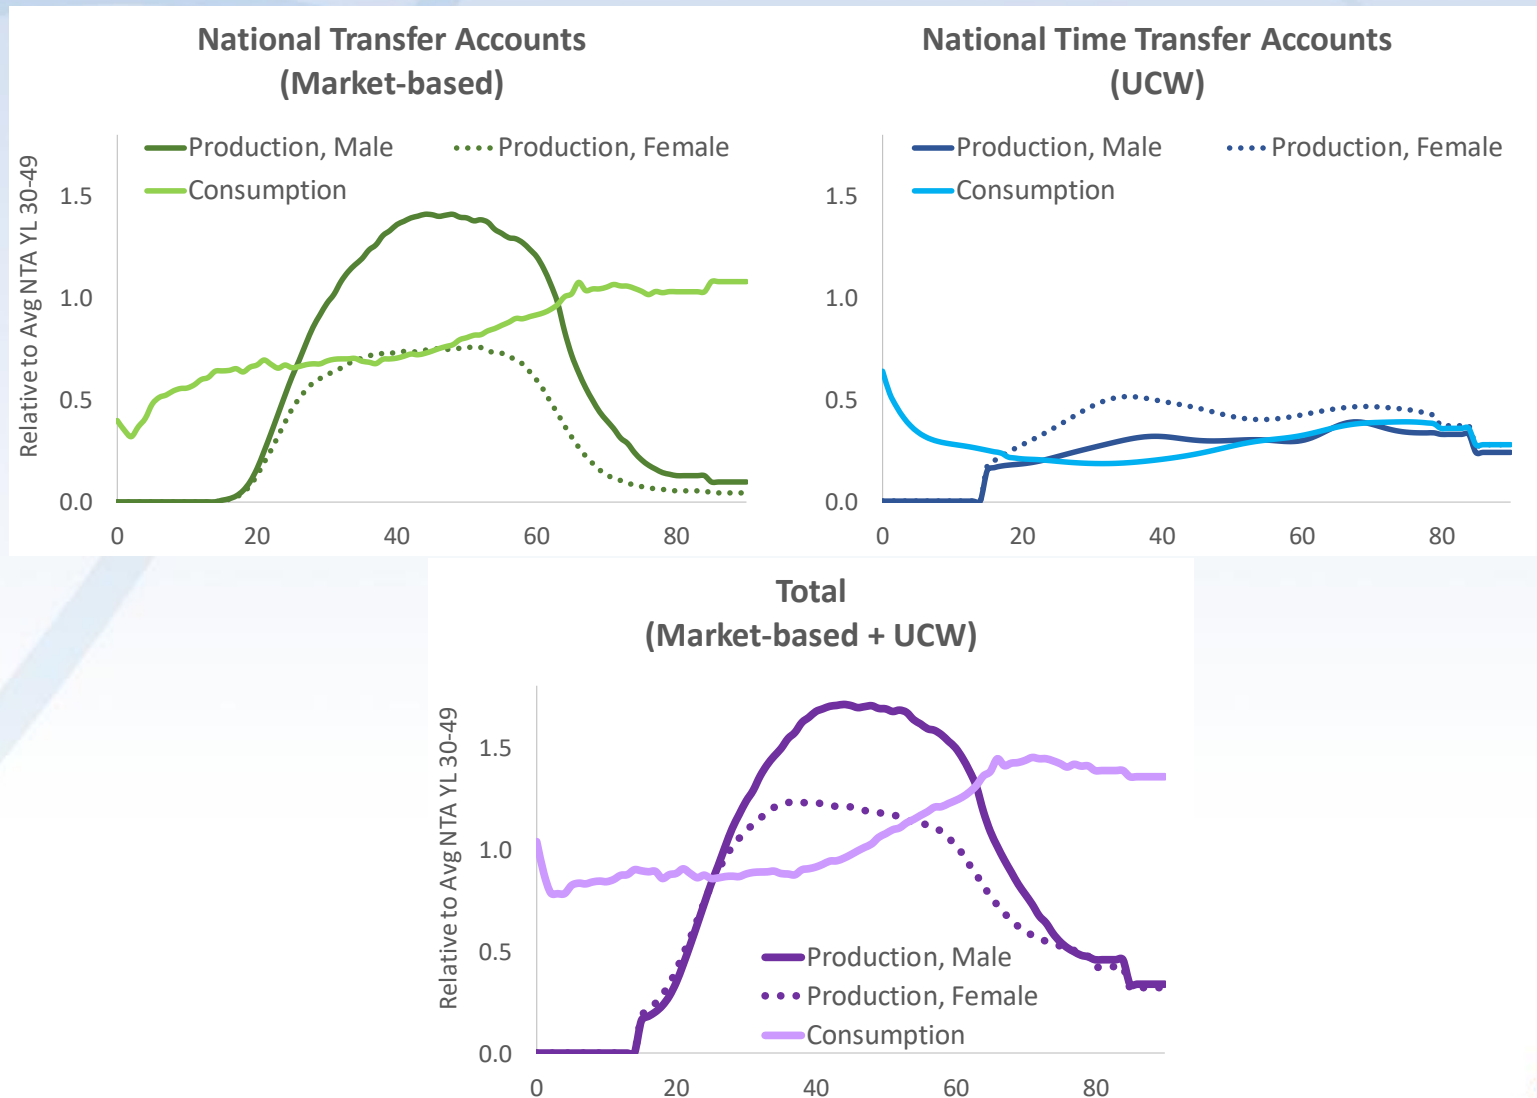 National Transfer Accounts
(Market-based)
Production, Male
Production, Female
Consumption
Relative to Avg NTA YL 30-49
1.5
1.0
0.5
0.0
0
20
40
60
80
National Time Transfer Accounts
(UCW)
Production, Male
Production, Female
Consumption
1.5
1.0
0.5
0.0
0
20
40
60
80
Total
(Market-based + UCW)
Relative to Avg NTA YL 30-49
1.5
1.0
0.5
0.0
Production, Male
Production, Female
Consumption
0
20
40
60
80